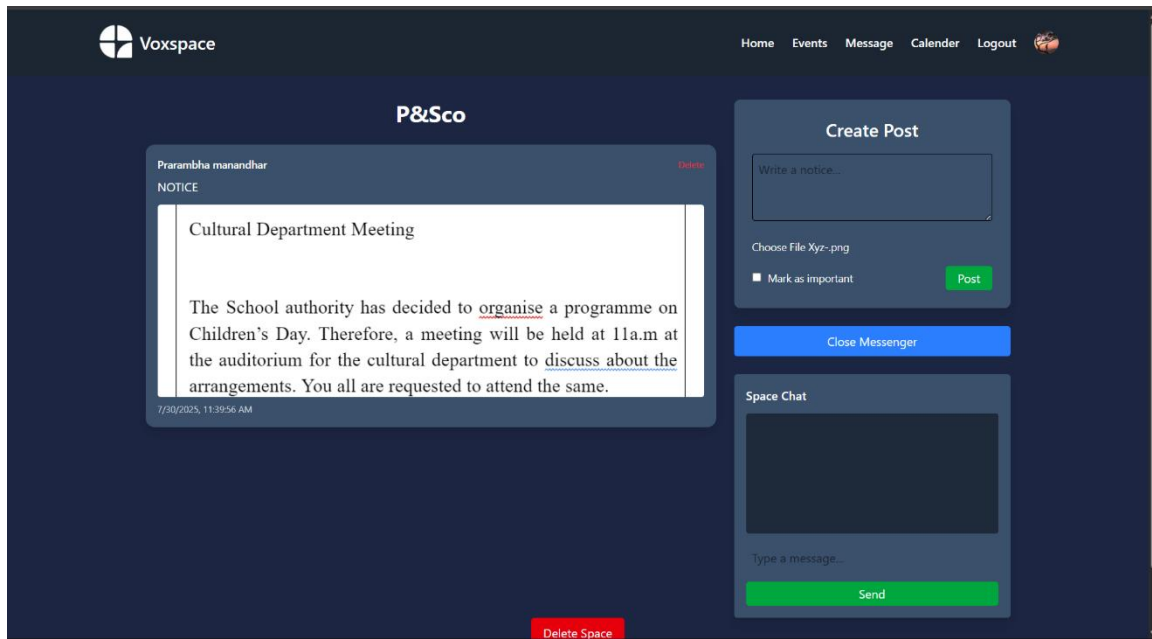 Voxspace
Home Events Message Calender Logout
P&Sco
Prarambha manandhar Delete
NOTICE
Cultural Department Meeting
The School authority has decided to organise a programme on
Children's Day. Therefore, a meeting will be held at 11a.m at
the auditorium for the cultural department to discuss about the
arrangements. You all are requested to attend the same.
7/30/2025, 11:39:56 AM
Create Post
Write a notice...
Choose File Xyz-.png
Mark as important Post
Close Messenger
Space Chat
Type a message...
Send
Delete Space